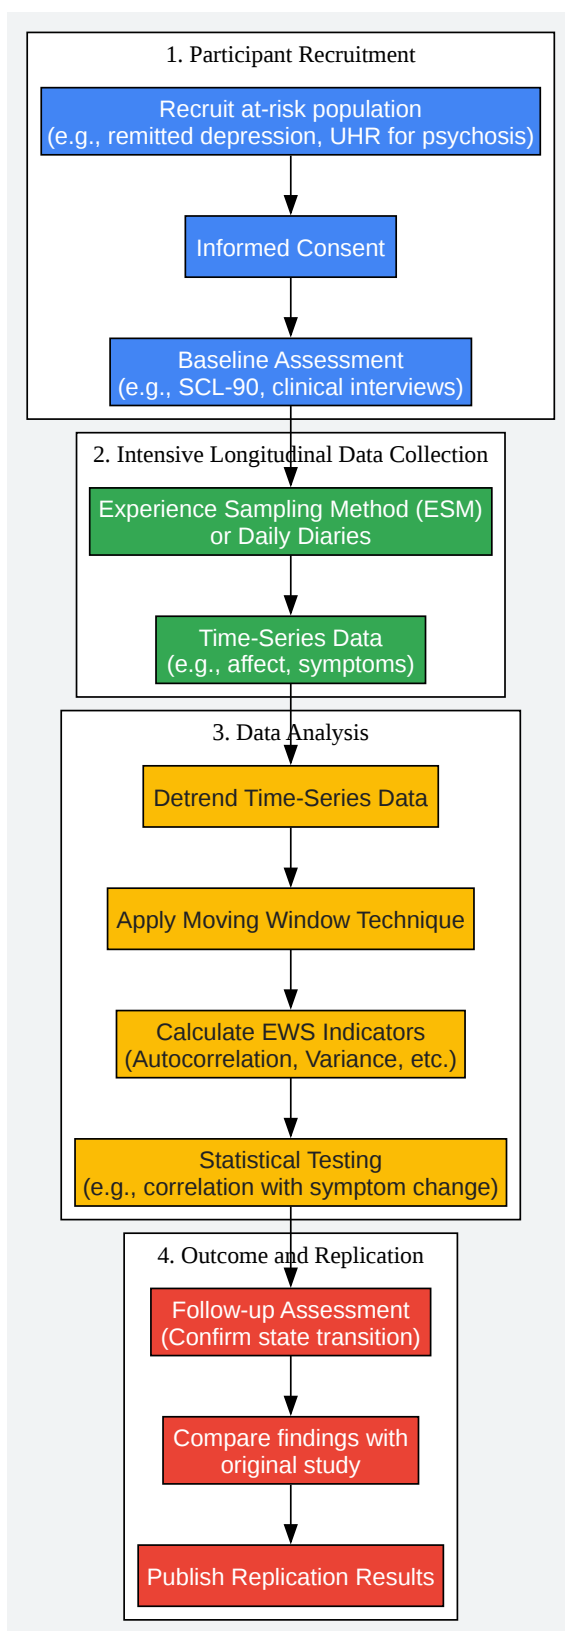 1. Participant Recruitment
Recruit at-risk population
(e.g., remitted depression, UHR for psychosis)
Informed Consent
Baseline Assessment
(e.g., SCL-90, clinical interviews)
2. Intensive Longitudinal Data Collection
Experience Sampling Method (ESM)
or Daily Diaries
Time-Series Data
(e.g., affect, symptoms)
3. Data Analysis
Detrend Time-Series Data
Apply Moving Window Technique
Calculate EWS Indicators
(Autocorrelation, Variance, etc.)
Statistical Testing
(e.g., correlation with symptom change)
4. Outcome and Replication
Follow-up Assessment
(Confirm state transition)
Compare findings with
original study
Publish Replication Results